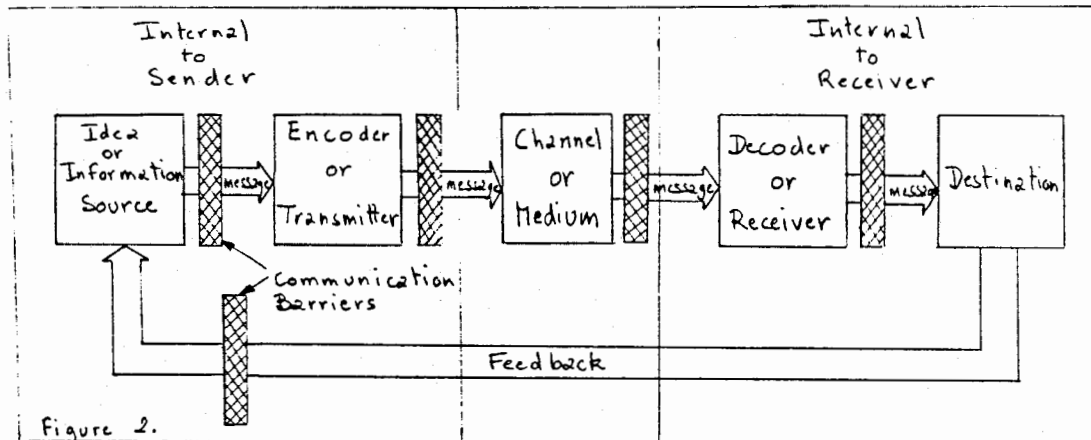 Internal
to
Sender
Internal
to
Receiver
Idea
or
Information
Source
message
Encoder
or
Transmitter
message
Channel
or
Medium
message
Decoder
or
Receiver
message
Destination
Communication
Barriers
Feedback
Figure 2.